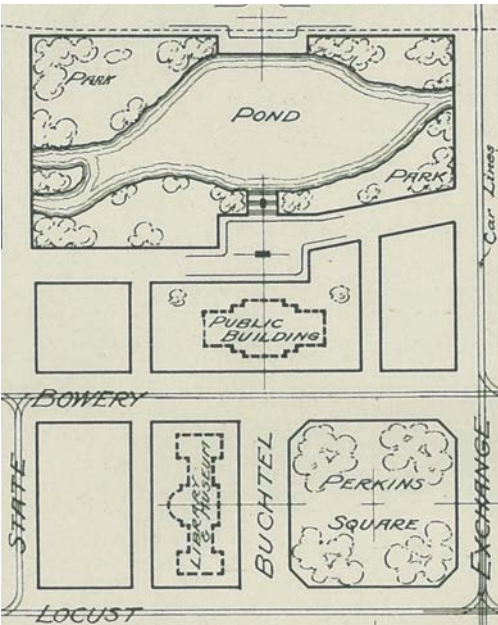 PARK
POND
PARK
Car Lines
PUBLIC
BUILDING
BOWERY
STATE
LIBRARY
&
MUSEUM
BUCHTEL
PERKINS
SQUARE
EXCHANGE
LOCUST